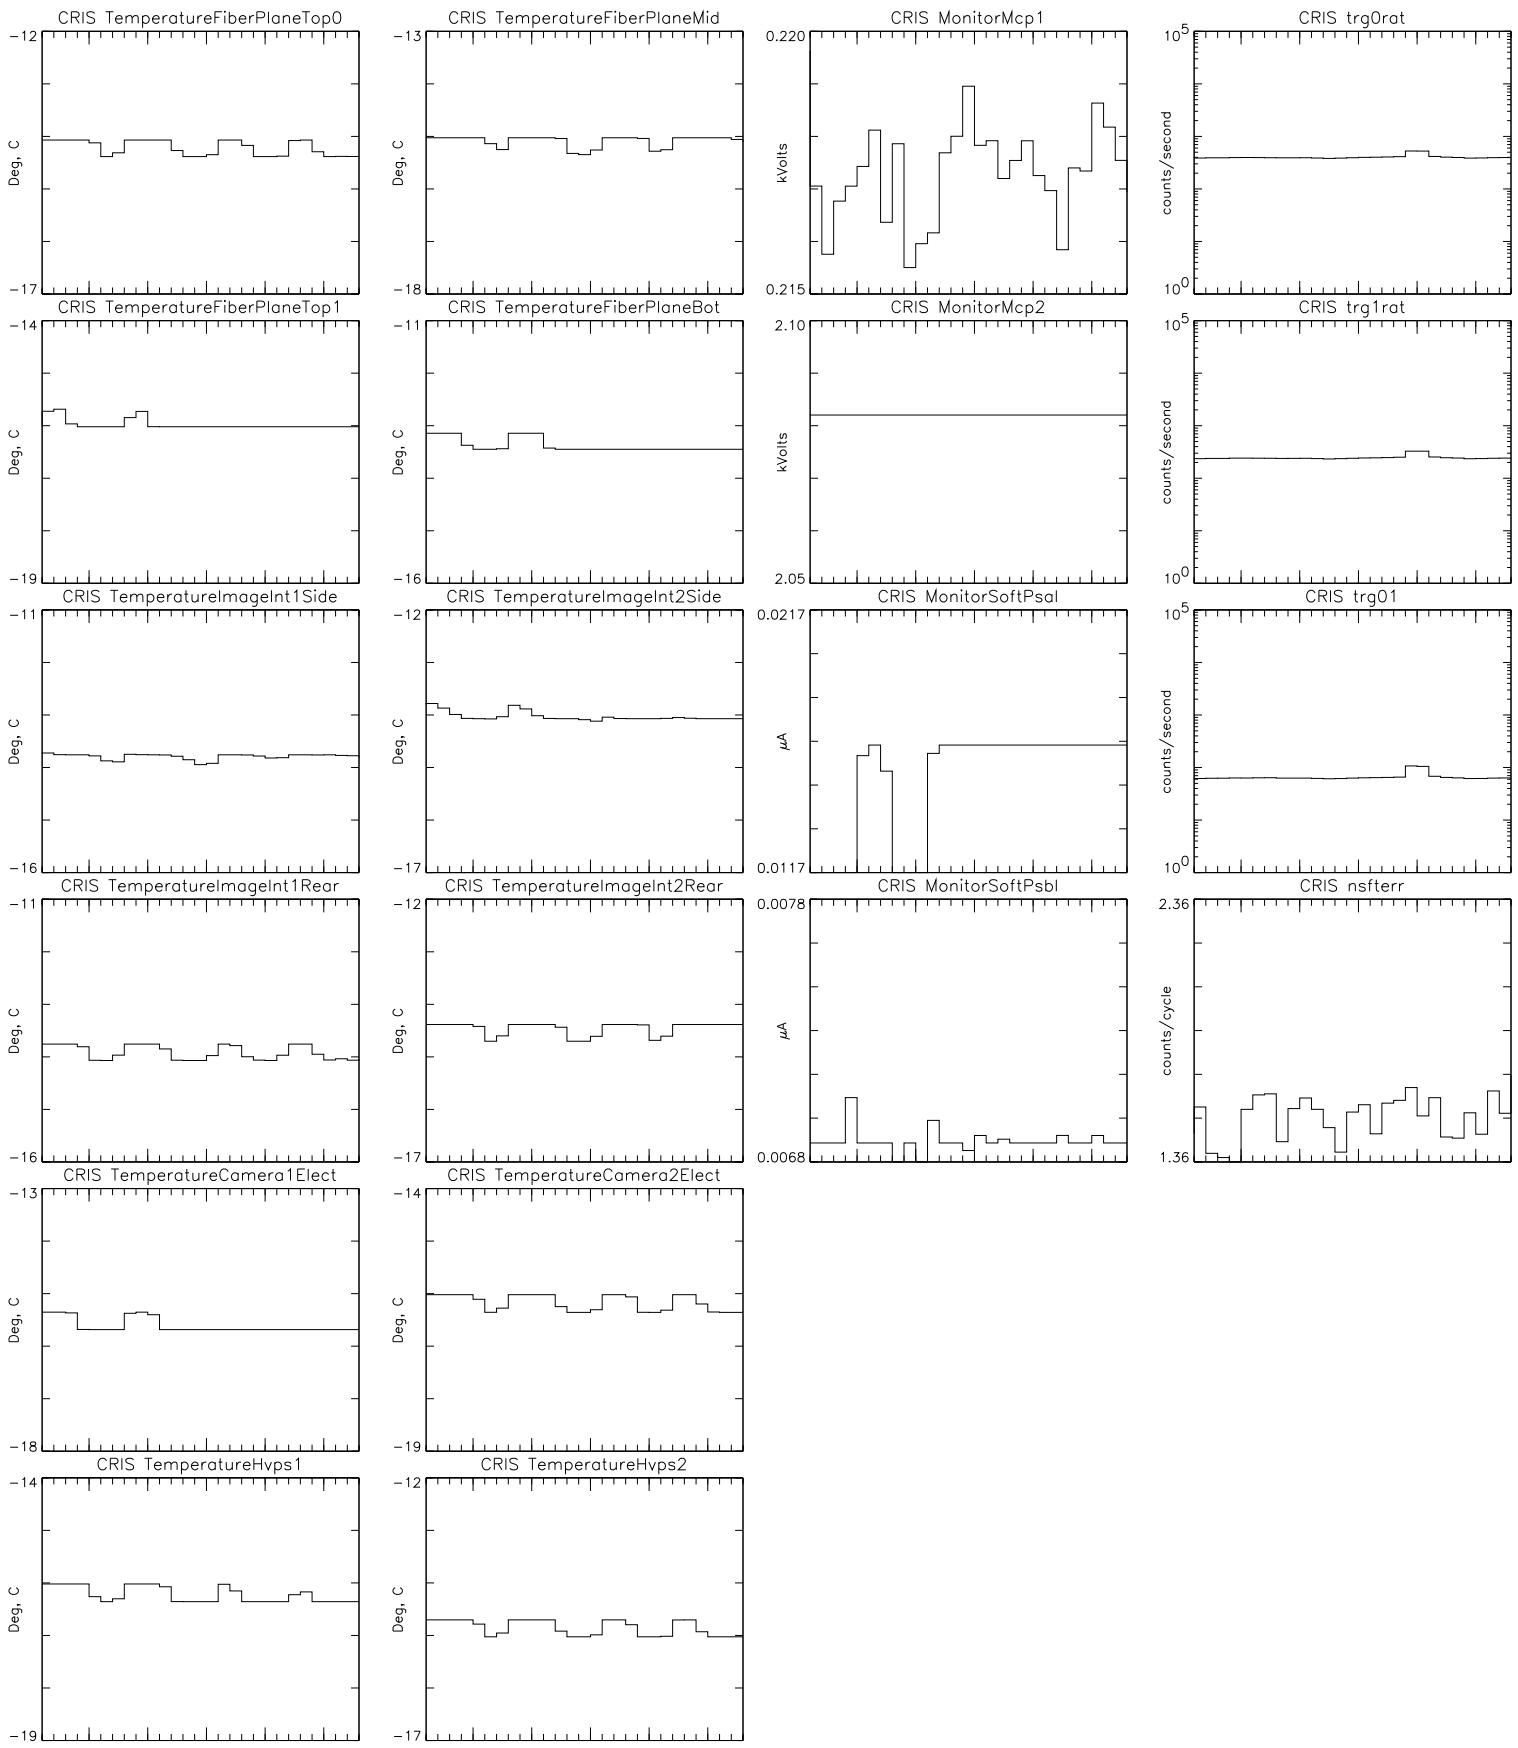 CRIS TemperatureFiberPlaneTop0
-12
Deg, C
-17
CRIS TemperatureFiberPlaneMid
-13
Deg, C
-18
CRIS MonitorMcp1
0.220
kVolts
0.215
CRIS trg0rat
10^5
counts/second
10^0
CRIS TemperatureFiberPlaneTop1
-14
Deg, C
-19
CRIS TemperatureFiberPlaneBot
-11
Deg, C
-16
CRIS MonitorMcp2
2.10
kVolts
2.05
CRIS trg1rat
10^5
counts/second
10^0
CRIS TemperatureImageInt1Side
-11
Deg, C
-16
CRIS TemperatureImageInt2Side
-12
Deg, C
-17
CRIS MonitorSoftPsaI
0.0217
μA
0.0117
CRIS trg01
10^5
counts/second
10^0
CRIS TemperatureImageInt1Rear
-11
Deg, C
-16
CRIS TemperatureImageInt2Rear
-12
Deg, C
-17
CRIS MonitorSoftPsbI
0.0078
μA
0.0068
CRIS nsfterr
2.36
counts/cycle
1.36
CRIS TemperatureCamera1Elect
-13
Deg, C
-18
CRIS TemperatureCamera2Elect
-14
Deg, C
-19
CRIS TemperatureHvps1
-14
Deg, C
-19
CRIS TemperatureHvps2
-12
Deg, C
-17